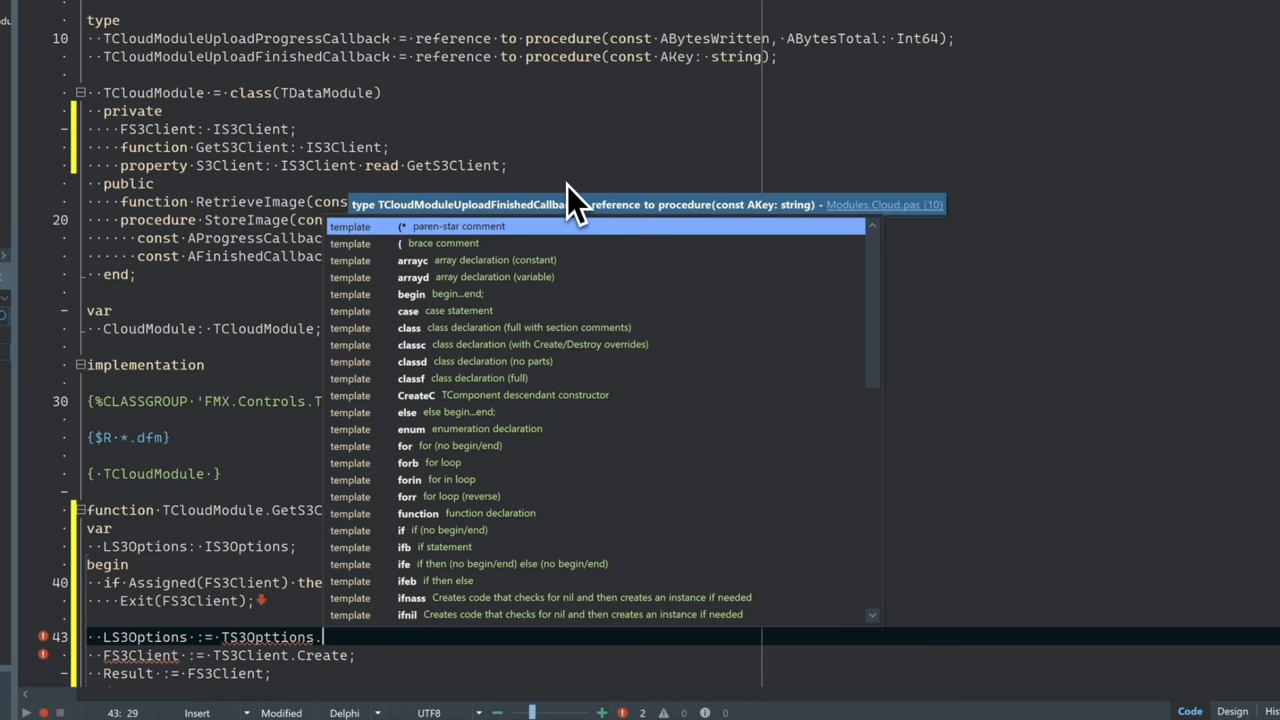 type
10 ··TCloudModuleUploadProgressCallback·=·reference·to·procedure(const·ABytesWritten,·ABytesTotal:·Int64);
··TCloudModuleUploadFinishedCallback·=·reference·to·procedure(const·AKey:·string);
··TCloudModule·=·class(TDataModule)
··private
····FS3Client:·IS3Client;
····function·GetS3Client:·IS3Client;
····property·S3Client:·IS3Client·read·GetS3Client;
··public
····function·RetrieveImage(cons
type TCloudModuleUploadFinishedCallba reference to procedure(const AKey: string) - Modules.Cloud.pas (10)
20 ····procedure·StoreImage(con
······const·AProgressCallbac
······const·AFinishedCallbac
··end;
var
··CloudModule:·TCloudModule;
implementation
30 {%CLASSGROUP·'FMX.Controls.T
{$R·*.dfm}
{·TCloudModule·}
function·TCloudModule.GetS3C
var
··LS3Options:·IS3Options;
begin
40 ··if·Assigned(FS3Client)·the
····Exit(FS3Client);
43 ··LS3Options·:=·TS3Opttions.
··FS3Client·:=·TS3Client.Create;
··Result·:=·FS3Client;
template (* paren-star comment
template { brace comment
template arrayc array declaration (constant)
template arrayd array declaration (variable)
template begin begin...end;
template case case statement
template class class declaration (full with section comments)
template classc class declaration (with Create/Destroy overrides)
template classd class declaration (no parts)
template classf class declaration (full)
template CreateC TComponent descendant constructor
template else else begin...end;
template enum enumeration declaration
template for for (no begin/end)
template forb for loop
template forin for in loop
template forr for loop (reverse)
template function function declaration
template if if (no begin/end)
template ifb if statement
template ife if then (no begin/end) else (no begin/end)
template ifeb if then else
template ifnass Creates code that checks for nil and then creates an instance if needed
template ifnil Creates code that checks for nil and then creates an instance if needed
43: 29 Insert Modified Delphi UTF8 2 0 0 Code Design His